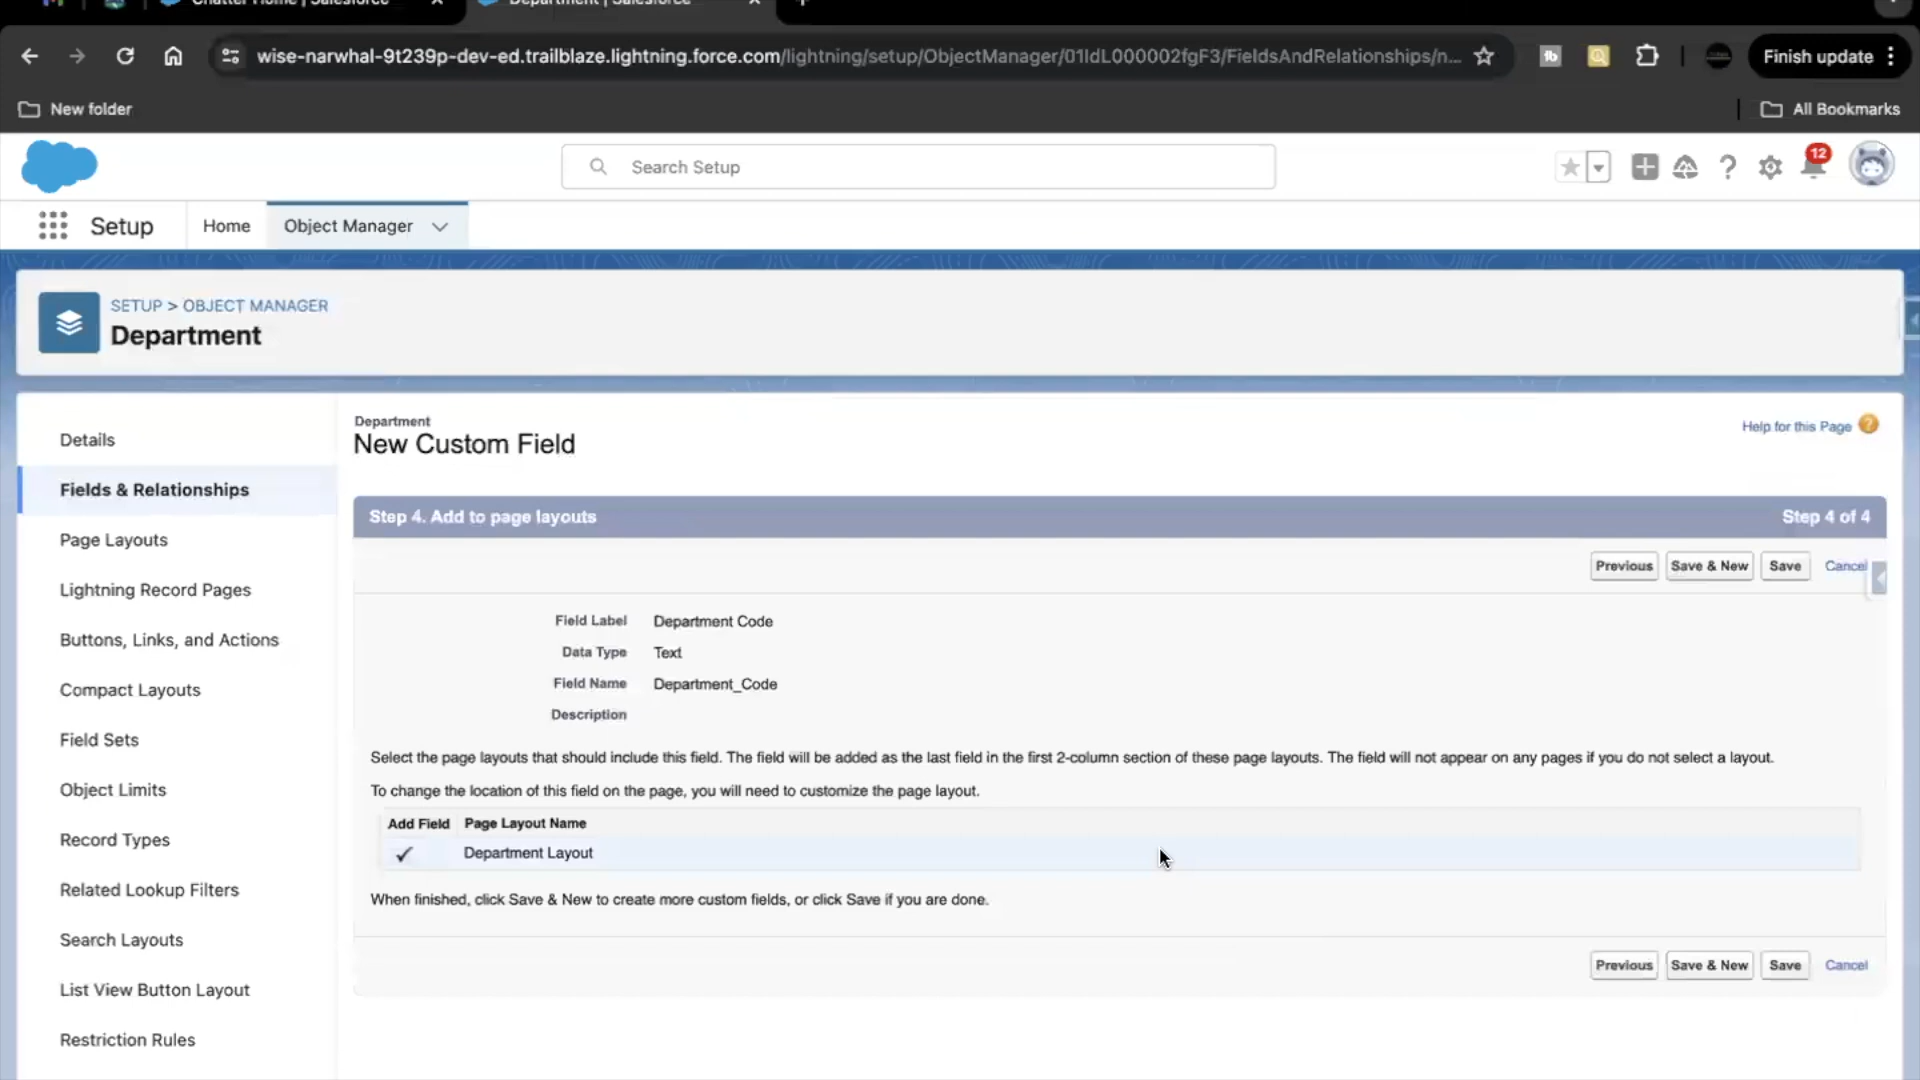 Chatter Home | Salesforce
Department | Salesforce
wise-narwhal-9t239p-dev-ed.trailblaze.lightning.force.com/lightning/setup/ObjectManager/01IdL000002fgF3/FieldsAndRelationships/n...
Finish update
New folder
All Bookmarks
Search Setup
12
Setup
Home
Object Manager
SETUP > OBJECT MANAGER
Department
Details
Fields & Relationships
Page Layouts
Lightning Record Pages
Buttons, Links, and Actions
Compact Layouts
Field Sets
Object Limits
Record Types
Related Lookup Filters
Search Layouts
List View Button Layout
Restriction Rules
Department
New Custom Field
Help for this Page
Step 4. Add to page layouts
Step 4 of 4
Previous Save & New Save Cancel
Field Label Department Code
Data Type Text
Field Name Department_Code
Description
Select the page layouts that should include this field. The field will be added as the last field in the first 2-column section of these page layouts. The field will not appear on any pages if you do not select a layout.
To change the location of this field on the page, you will need to customize the page layout.
Add Field Page Layout Name
Department Layout
When finished, click Save & New to create more custom fields, or click Save if you are done.
Previous Save & New Save Cancel